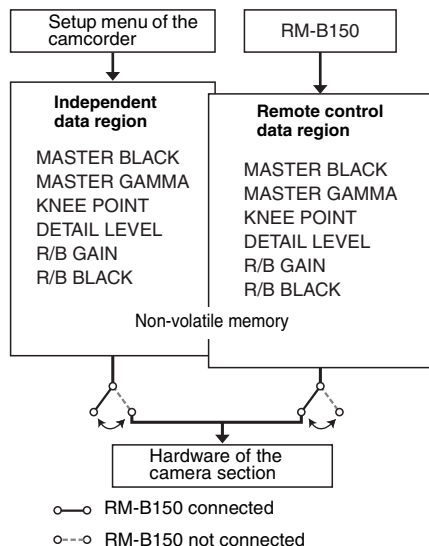 Setup menu of the
camcorder
RM-B150
Independent
data region
MASTER BLACK
MASTER GAMMA
KNEE POINT
DETAIL LEVEL
R/B GAIN
R/B BLACK
Remote control
data region
MASTER BLACK
MASTER GAMMA
KNEE POINT
DETAIL LEVEL
R/B GAIN
R/B BLACK
Non-volatile memory
Hardware of the
camera section
RM-B150 connected
RM-B150 not connected